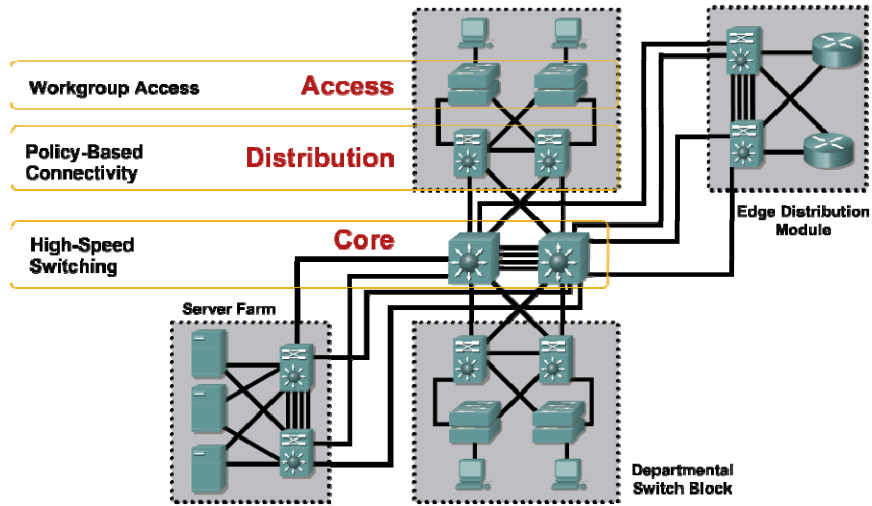 Workgroup Access
Access
Policy-Based
Connectivity
Distribution
Edge Distribution
Module
High-Speed
Switching
Core
Server Farm
Departmental
Switch Block